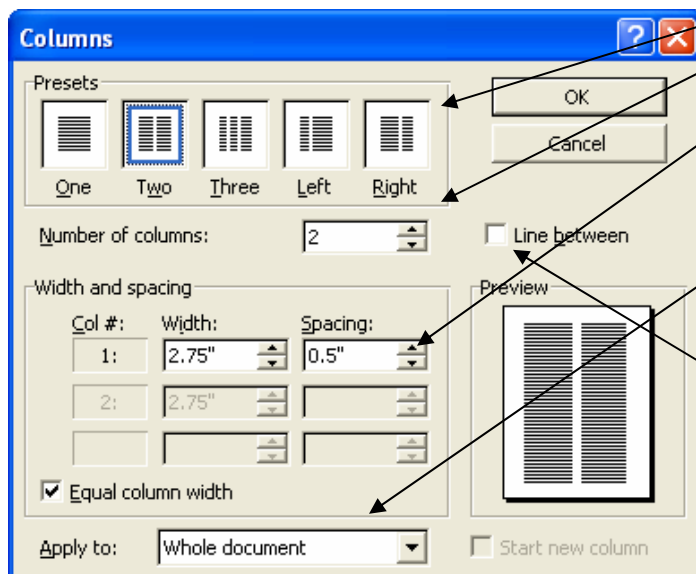 Columns
Presets
One Two Three Left Right
OK
Cancel
Number of columns: 2
Line between
Width and spacing
Col #: Width: Spacing:
1: 2.75" 0.5"
2: 2.75"
Equal column width
Preview
Apply to: Whole document
Start new column